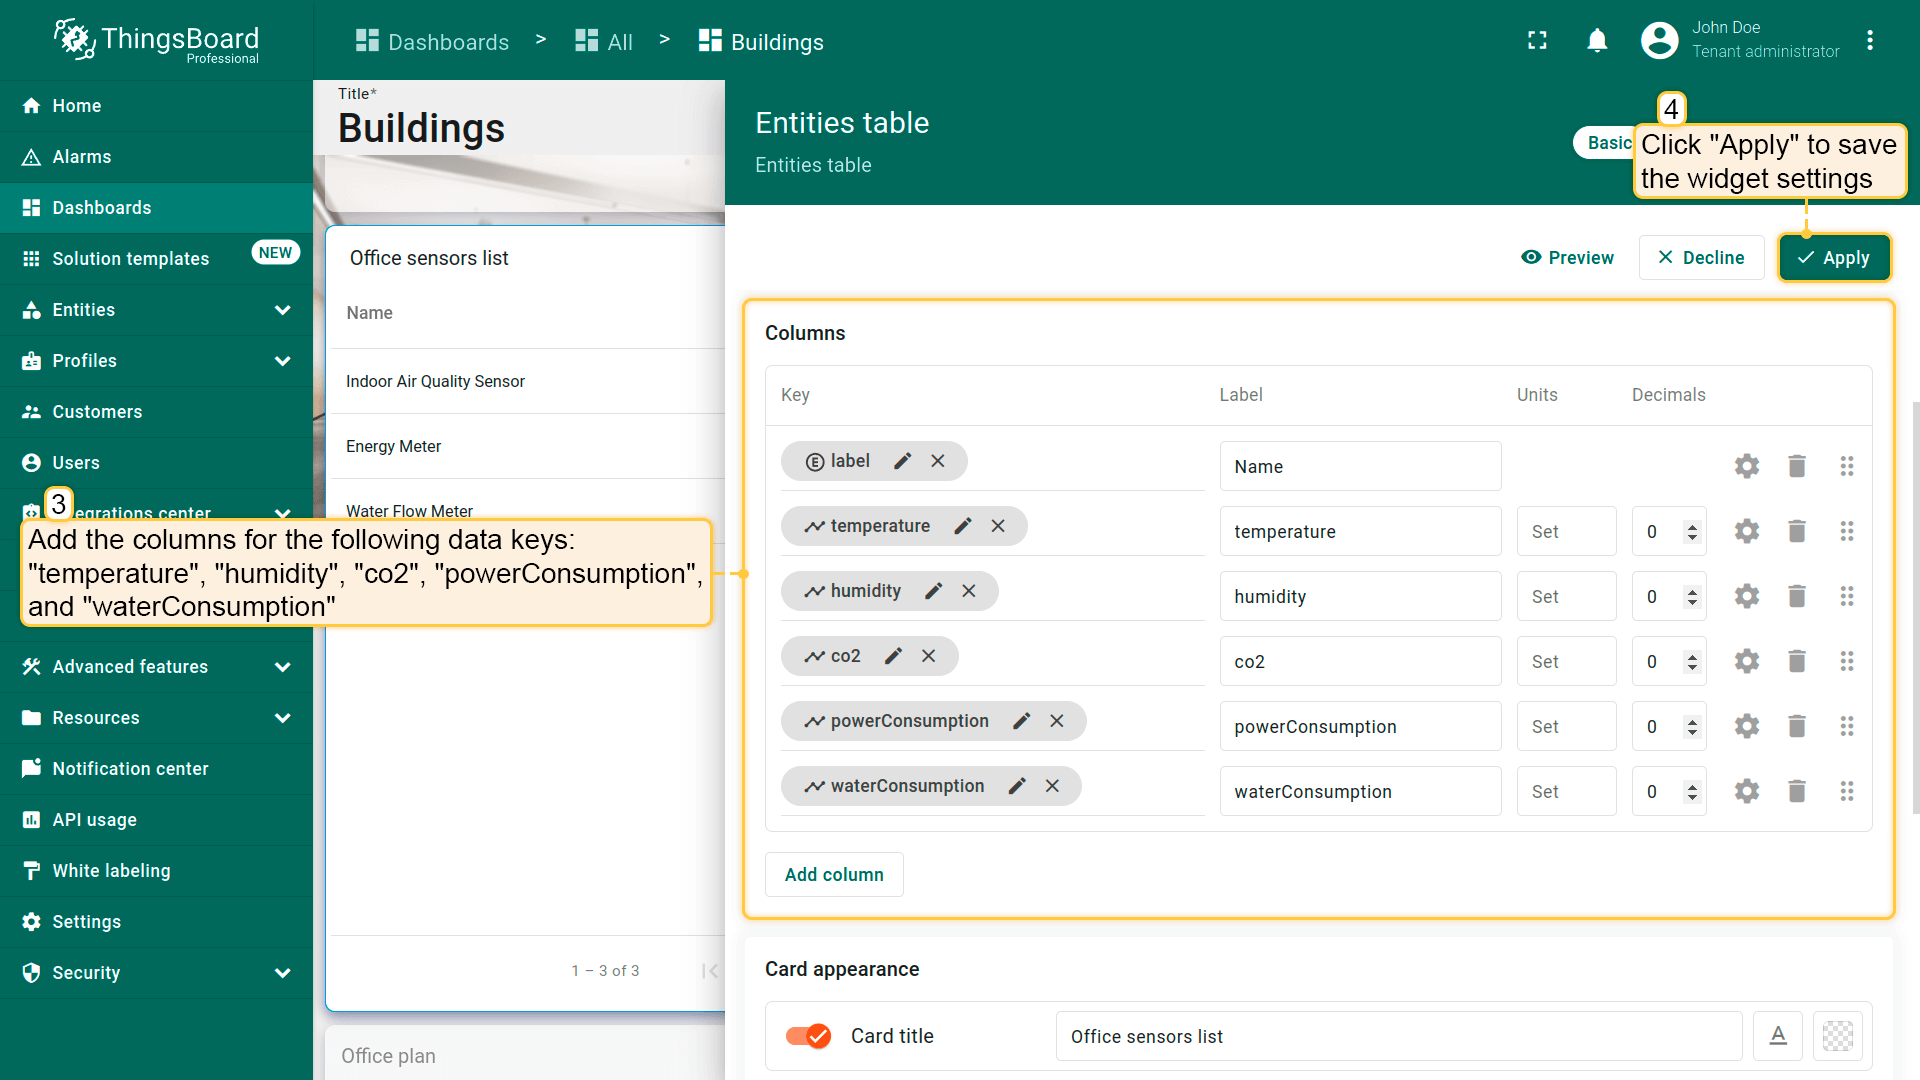 ThingsBoard
Professional
Dashboards > All > Buildings
John Doe
Tenant administrator
Home
Alarms
Dashboards
Solution templates NEW
Entities
Profiles
Customers
Users
center
Advanced features
Resources
Notification center
API usage
White labeling
Settings
Security
Title*
Buildings
Office sensors list
Name
Indoor Air Quality Sensor
Energy Meter
Water Flow Meter
1 – 3 of 3
Office plan
3
Add the columns for the following data keys:
"temperature", "humidity", "co2", "powerConsumption",
and "waterConsumption"
Entities table
Entities table
Basic
4
Click "Apply" to save
the widget settings
Preview Decline Apply
Columns
Key Label Units Decimals
label Name
temperature temperature Set 0
humidity humidity Set 0
co2 co2 Set 0
powerConsumption powerConsumption Set 0
waterConsumption waterConsumption Set 0
Add column
Card appearance
Card title Office sensors list A